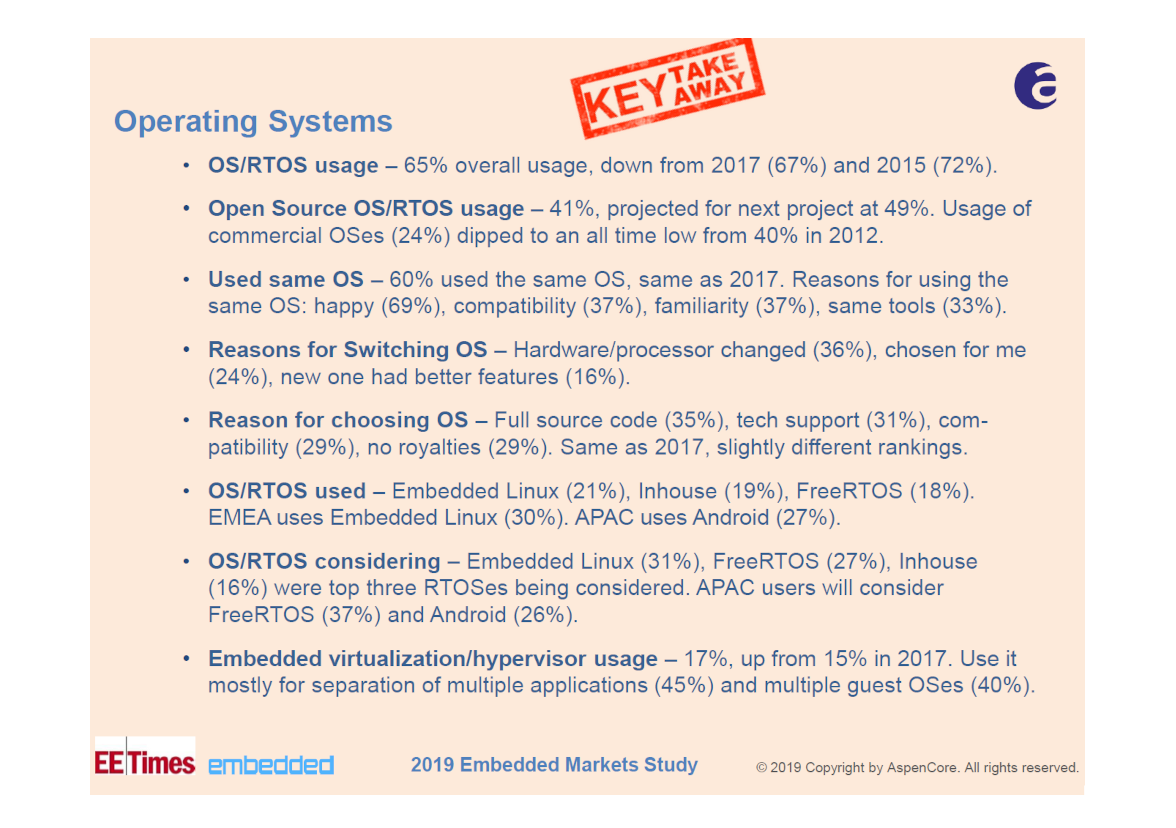 KEY TAKE AWAY
a
Operating Systems
• OS/RTOS usage – 65% overall usage, down from 2017 (67%) and 2015 (72%).
• Open Source OS/RTOS usage – 41%, projected for next project at 49%. Usage of
commercial OSes (24%) dipped to an all time low from 40% in 2012.
• Used same OS – 60% used the same OS, same as 2017. Reasons for using the
same OS: happy (69%), compatibility (37%), familiarity (37%), same tools (33%).
• Reasons for Switching OS – Hardware/processor changed (36%), chosen for me
(24%), new one had better features (16%).
• Reason for choosing OS – Full source code (35%), tech support (31%), com-
patibility (29%), no royalties (29%). Same as 2017, slightly different rankings.
• OS/RTOS used – Embedded Linux (21%), Inhouse (19%), FreeRTOS (18%).
EMEA uses Embedded Linux (30%). APAC uses Android (27%).
• OS/RTOS considering – Embedded Linux (31%), FreeRTOS (27%), Inhouse
(16%) were top three RTOSes being considered. APAC users will consider
FreeRTOS (37%) and Android (26%).
• Embedded virtualization/hypervisor usage – 17%, up from 15% in 2017. Use it
mostly for separation of multiple applications (45%) and multiple guest OSes (40%).
EE Times embedded 2019 Embedded Markets Study © 2019 Copyright by AspenCore. All rights reserved.